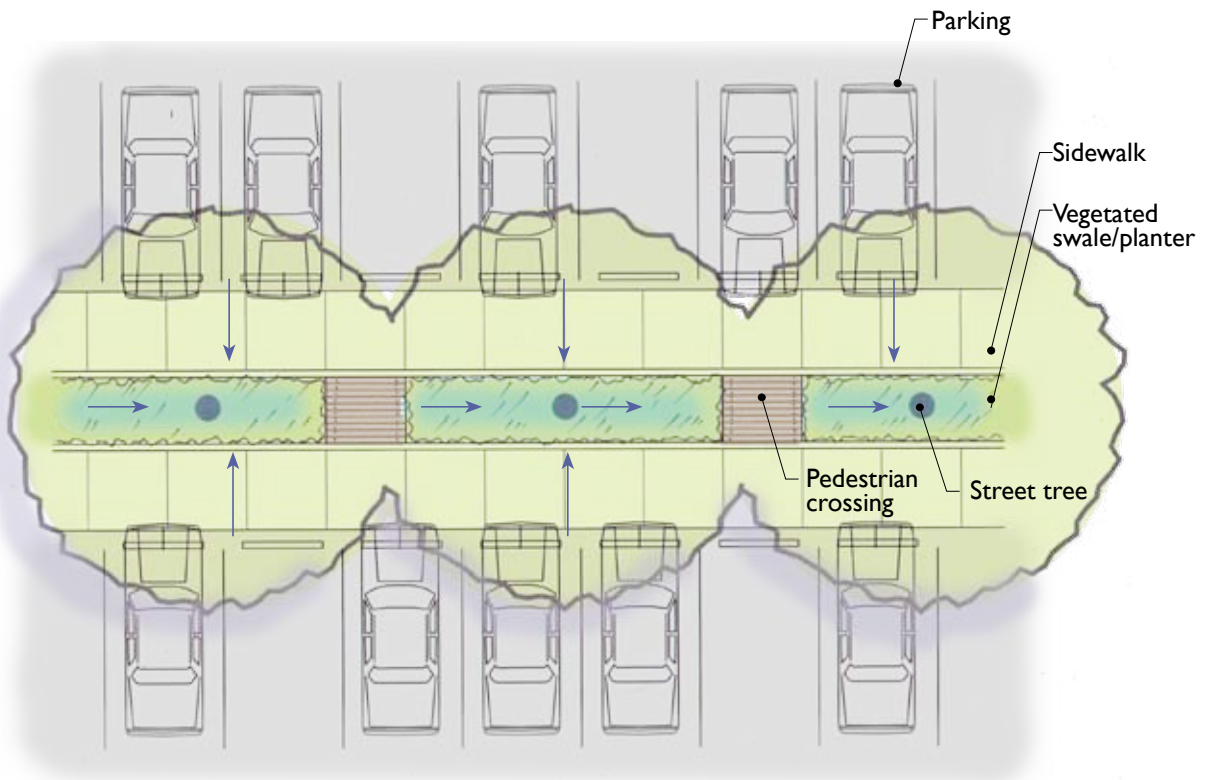 Parking
Sidewalk
Vegetated
swale/planter
Pedestrian
crossing
Street tree